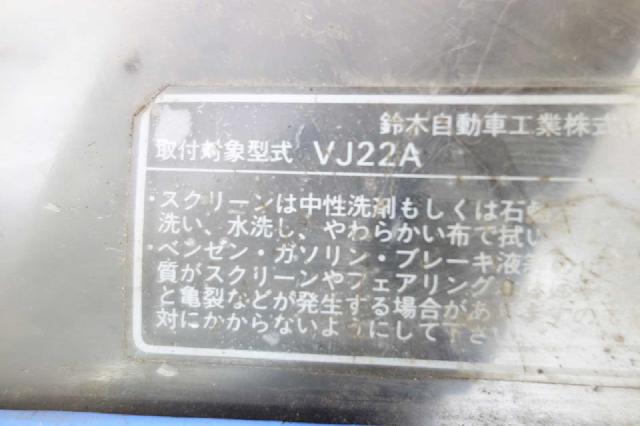 鈴木自動車工業株式
取付対象型式 VJ22A
・スクリーンは中性洗剤もしくは石
洗い、水洗し、やわらかい布で拭い
・ベンゼン・ガソリン・ブレーキ液
質がスクリーンやフェアリング
と亀裂などが発生する場合があ
対にかからないようにして下さい